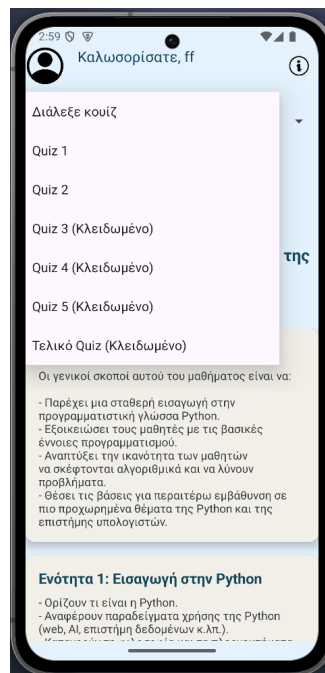 2:59
Καλωσορίσατε, ff
Διάλεξε κουίζ
Quiz 1
Quiz 2
Quiz 3 (Κλειδωμένο)
Quiz 4 (Κλειδωμένο)
της
Quiz 5 (Κλειδωμένο)
Τελικό Quiz (Κλειδωμένο)
Οι γενικοί σκοποί αυτού του μαθήματος είναι να:
- Παρέχει μια σταθερή εισαγωγή στην
προγραμματιστική γλώσσα Python.
- Εξοικειώσει τους μαθητές με τις βασικές
έννοιες προγραμματισμού.
- Αναπτύξει την ικανότητα των μαθητών
να σκέφτονται αλγοριθμικά και να λύνουν
προβλήματα.
- Θέσει τις βάσεις για περαιτέρω εμβάθυνση σε
πιο προχωρημένα θέματα της Python και της
επιστήμης υπολογιστών.
Ενότητα 1: Εισαγωγή στην Python
- Ορίζουν τι είναι η Python.
- Αναφέρουν παραδείγματα χρήσης της Python
(web, AI, επιστήμη δεδομένων κ.λπ.).